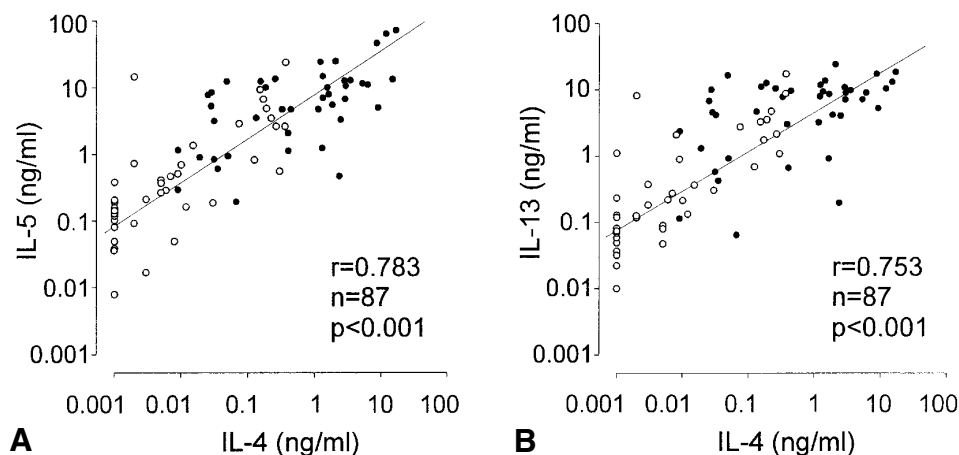 100
10
1
0.1
0.01
0.001
IL-5 (ng/ml)
r=0.783
n=87
p<0.001
0.001 0.01 0.1 1 10 100
IL-4 (ng/ml)
A
100
10
1
0.1
0.01
0.001
IL-13 (ng/ml)
r=0.753
n=87
p<0.001
0.001 0.01 0.1 1 10 100
IL-4 (ng/ml)
B